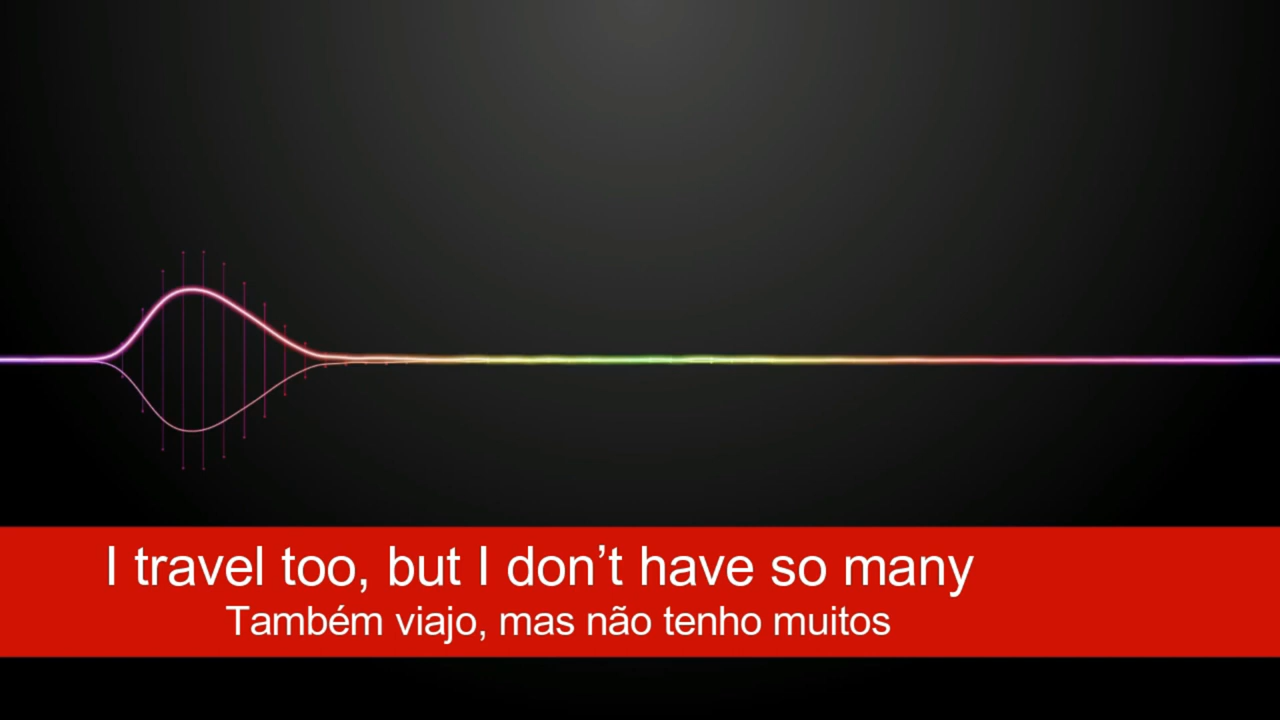 I travel too, but I don’t have so many
Também viajo, mas não tenho muitos